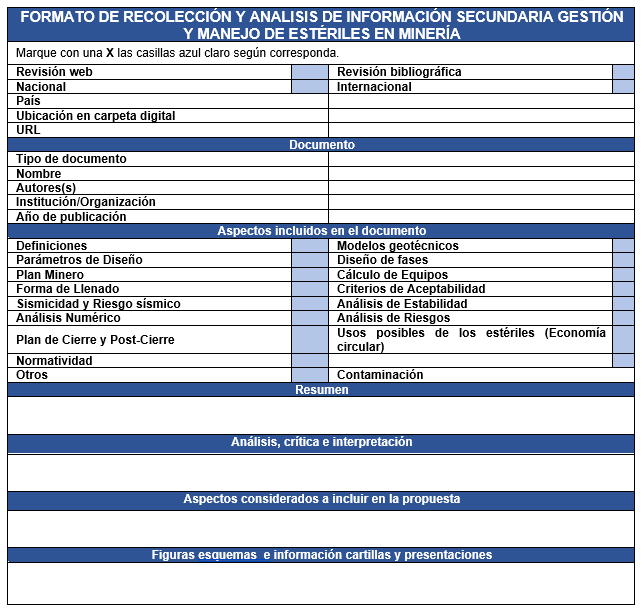 FORMATO DE RECOLECCIÓN Y ANALISIS DE INFORMACIÓN SECUNDARIA GESTIÓN
Y MANEJO DE ESTÉRILES EN MINERÍA
Marque con una X las casillas azul claro según corresponda.
Revisión web Revisión bibliográfica
Nacional Internacional
País
Ubicación en carpeta digital
URL
Documento
Tipo de documento
Nombre
Autores(s)
Institución/Organización
Año de publicación
Aspectos incluidos en el documento
Definiciones Modelos geotécnicos
Parámetros de Diseño Diseño de fases
Plan Minero Cálculo de Equipos
Forma de Llenado Criterios de Aceptabilidad
Sismicidad y Riesgo sísmico Análisis de Estabilidad
Análisis Numérico Análisis de Riesgos
Plan de Cierre y Post-Cierre Usos posibles de los estériles (Economía
circular)
Normatividad
Otros Contaminación
Resumen
Análisis, crítica e interpretación
Aspectos considerados a incluir en la propuesta
Figuras esquemas e información cartillas y presentaciones